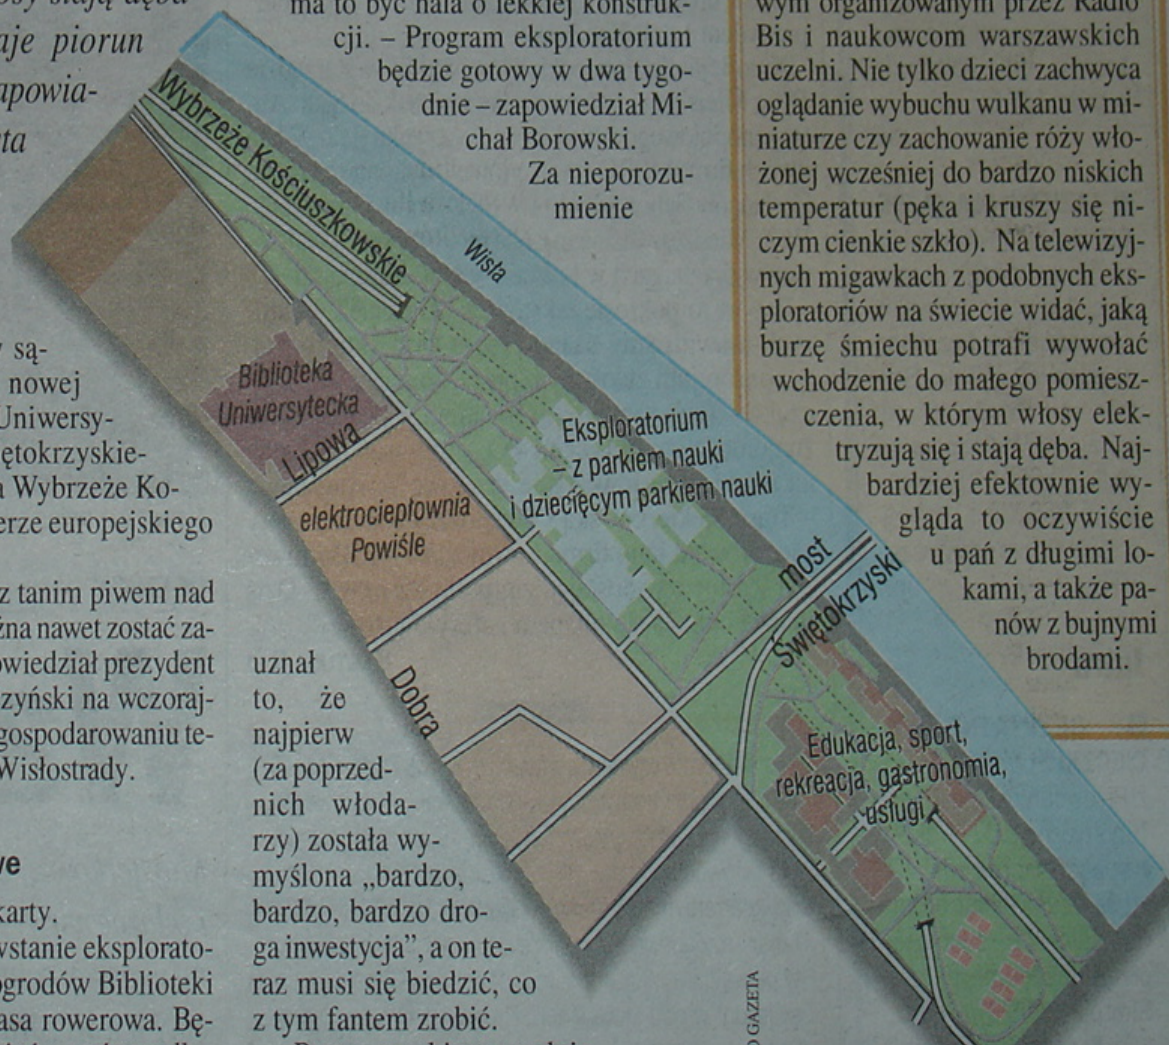 osy stają dęba
aje piorun
apowia-
ta
y są-
nowej
Uniwersy-
ętokrzyskie-
a Wybrzeże Ko-
erze europejskiego
z tanim piwem nad
żna nawet zostać za-
owiedział prezydent
zyński na wczoraj-
gospodarowaniu te-
Wisłostrady.
we
karty.
wstanie eksplorato-
ogrodów Biblioteki
asa rowerowa. Bę-
ma to być hala o lekkiej konstruk-
cji. – Program eksploratorium
będzie gotowy w dwa tygo-
dnie – zapowiedział Mi-
chał Borowski.
Za nieporozu-
mienie
uznał
to, że
najpierw
(za poprzed-
nich włoda-
rzy) została wy-
myślona „bardzo,
bardzo, bardzo dro-
ga inwestycja”, a on te-
raz musi się biedzić, co
z tym fantem zrobić.
wym organizowanym przez Radio
Bis i naukowcom warszawskich
uczelni. Nie tylko dzieci zachwyca
oglądanie wybuchu wulkanu w mi-
niaturze czy zachowanie róży wło-
żonej wcześniej do bardzo niskich
temperatur (pęka i kruszy się ni-
czym cienkie szkło). Na telewizyj-
nych migawkach z podobnych eks-
ploratoriów na świecie widać, jaką
burzę śmiechu potrafi wywołać
wchodzenie do małego pomiesz-
czenia, w którym włosy elek-
tryzują się i stają dęba. Naj-
bardziej efektownie wy-
gląda to oczywiście
u pań z długimi lo-
kami, a także pa-
nów z bujnymi
brodami.
Wybrzeże Kościuszkowskie
Wisła
Biblioteka
Uniwersytecka
Lipowa
elektrociepłownia
Powiśle
Dobra
Eksploratorium
– z parkiem nauki
i dziecięcym parkiem nauki
most
Świętokrzyski
Edukacja, sport,
rekreacja, gastronomia,
usługi
GAZETA